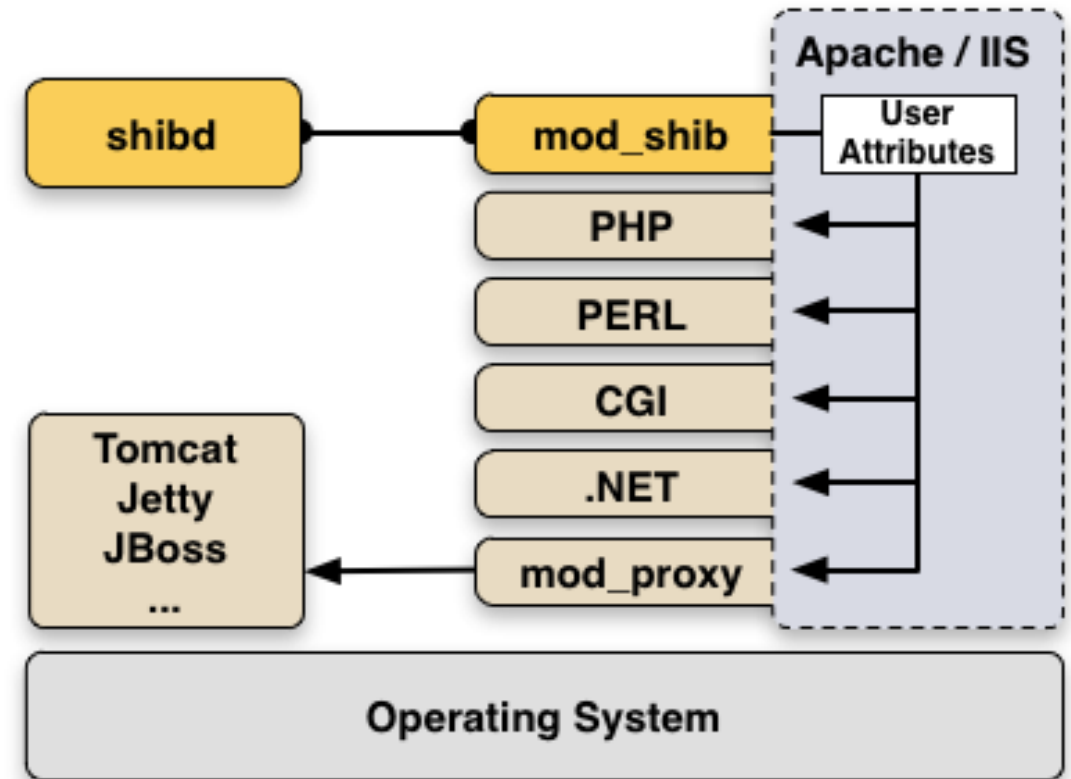 Apache / IIS
shibd
mod_shib
User
Attributes
PHP
PERL
CGI
.NET
Tomcat
Jetty
JBoss
...
mod_proxy
Operating System